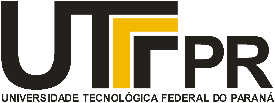 UTFPR
UNIVERSIDADE TECNOLÓGICA FEDERAL DO PARANÁ